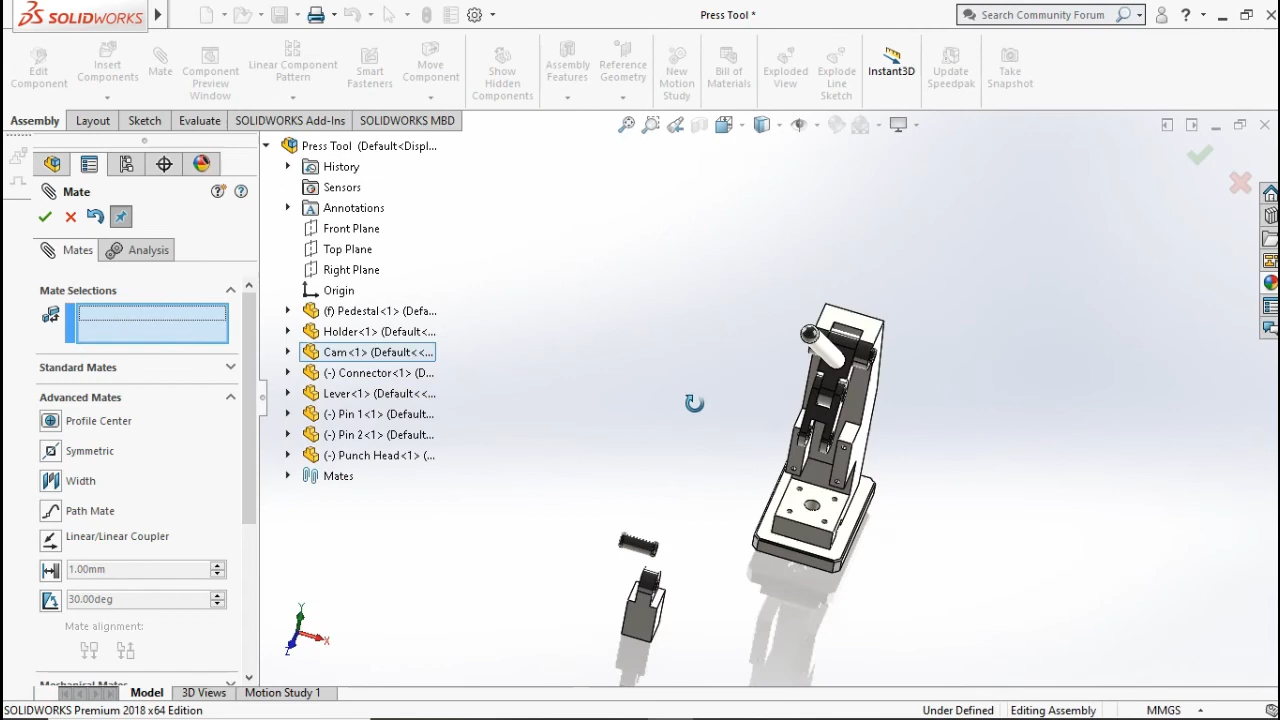 SOLIDWORKS
Press Tool *
Search Community Forum
?
Edit
Component
Insert
Components
Mate
Component
Preview
Window
Linear Component
Pattern
Smart
Fasteners
Move
Component
Show
Hidden
Components
Assembly
Features
Reference
Geometry
New
Motion
Study
Bill of
Materials
Exploded
View
Explode
Line
Sketch
Instant3D
Update
Speedpak
Take
Snapshot
Assembly
Layout
Sketch
Evaluate
SOLIDWORKS Add-Ins
SOLIDWORKS MBD
Mate
Mates
Analysis
Mate Selections
Standard Mates
Advanced Mates
Profile Center
Symmetric
Width
Path Mate
Linear/Linear Coupler
1.00mm
30.00deg
Mate alignment:
Mechanical Mates
Press Tool (Default<Displ...
History
Sensors
Annotations
Front Plane
Top Plane
Right Plane
Origin
(f) Pedestal<1> (Defa...
Holder<1> (Default<...
Cam<1> (Default<<...
(-) Connector<1> (D...
Lever<1> (Default<<...
(-) Pin 1<1> (Default...
(-) Pin 2<1> (Default...
(-) Punch Head<1> (...
Mates
Y
X
Z
Model
3D Views
Motion Study 1
SOLIDWORKS Premium 2018 x64 Edition
Under Defined
Editing Assembly
MMGS